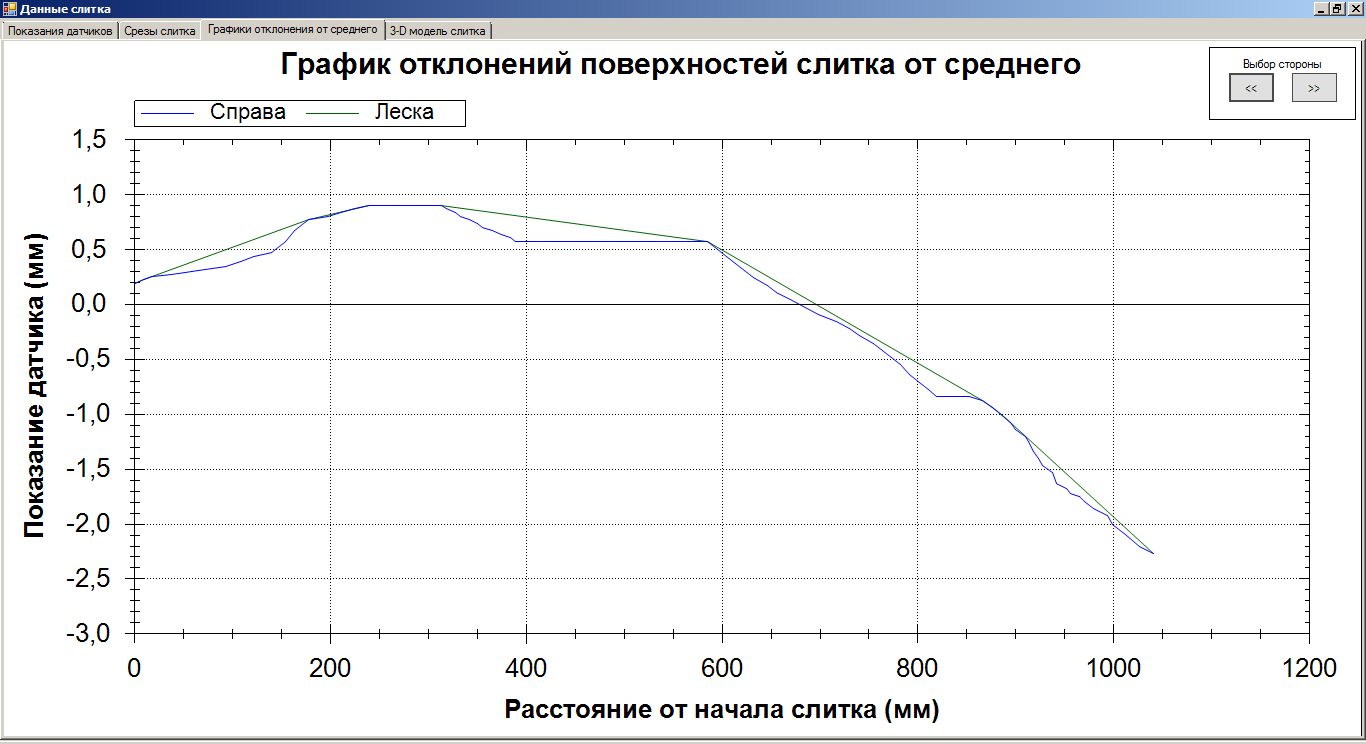 Данные слитка
Показания датчиков Срезы слитка Графики отклонения от среднего 3-D модель слитка
График отклонений поверхностей слитка от среднего
Выбор стороны
<< >>
Справа Леска
1,5
1,0
0,5
0,0
-0,5
-1,0
-1,5
-2,0
-2,5
-3,0
Показание датчика (мм)
0 200 400 600 800 1000 1200
Расстояние от начала слитка (мм)